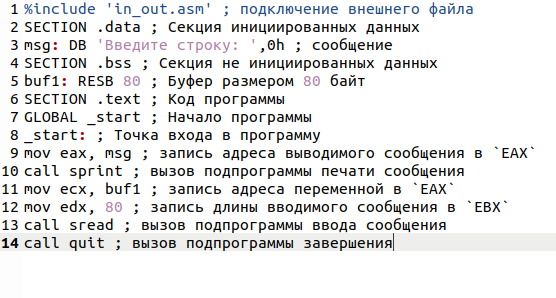 1 %include 'in_out.asm' ; подключение внешнего файла
2 SECTION .data ; Секция инициированных данных
3 msg: DB 'Введите строку: ',0h ; сообщение
4 SECTION .bss ; Секция не инициированных данных
5 buf1: RESB 80 ; Буфер размером 80 байт
6 SECTION .text ; Код программы
7 GLOBAL _start ; Начало программы
8 _start: ; Точка входа в программу
9 mov eax, msg ; запись адреса выводимого сообщения в `EAX`
10 call sprint ; вызов подпрограммы печати сообщения
11 mov ecx, buf1 ; запись адреса переменной в `EAX`
12 mov edx, 80 ; запись длины вводимого сообщения в `EBX`
13 call sread ; вызов подпрограммы ввода сообщения
14 call quit ; вызов подпрограммы завершения